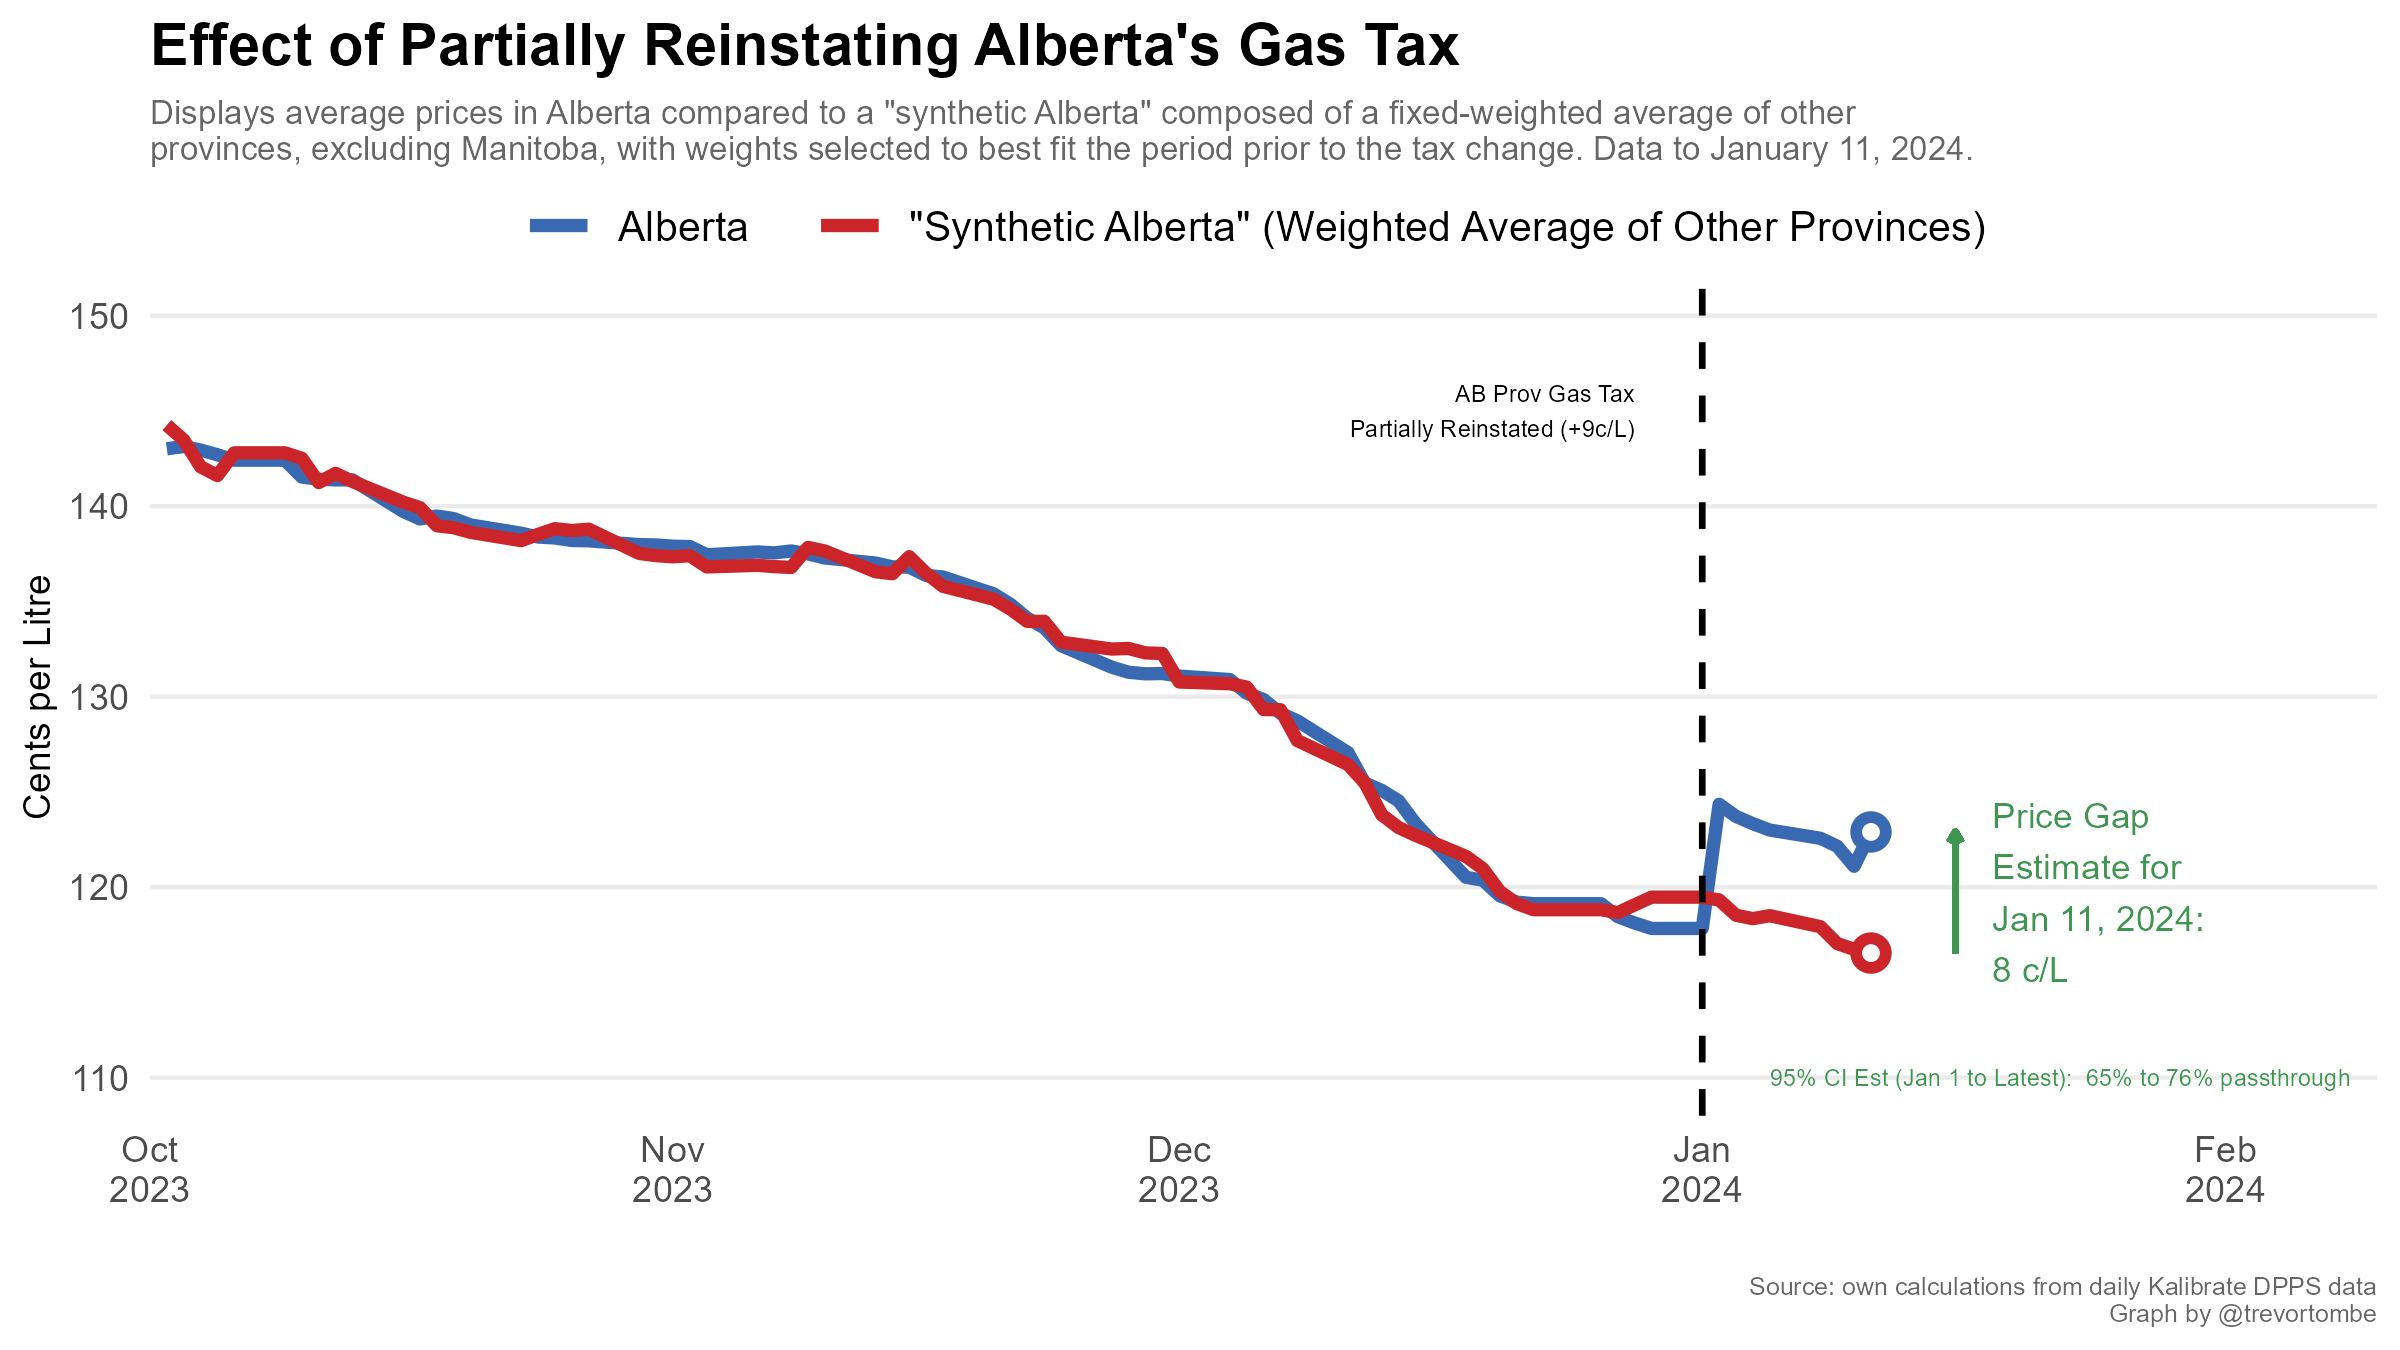 Effect of Partially Reinstating Alberta's Gas Tax
Displays average prices in Alberta compared to a "synthetic Alberta" composed of a fixed-weighted average of other
provinces, excluding Manitoba, with weights selected to best fit the period prior to the tax change. Data to January 11, 2024.
Alberta
"Synthetic Alberta" (Weighted Average of Other Provinces)
Cents per Litre
150
140
130
120
110
AB Prov Gas Tax
Partially Reinstated (+9c/L)
Price Gap
Estimate for
Jan 11, 2024:
8 c/L
95% CI Est (Jan 1 to Latest): 65% to 76% passthrough
Oct
2023
Nov
2023
Dec
2023
Jan
2024
Feb
2024
Source: own calculations from daily Kalibrate DPPS data
Graph by @trevortombe